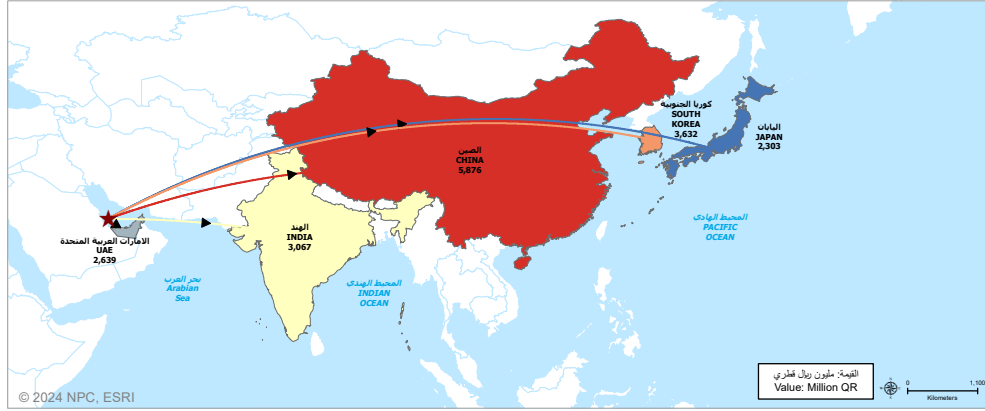 كوريا الجنوبية
SOUTH
KOREA
3,632
اليابان
JAPAN
2,303
الصين
CHINA
5,876
الهند
INDIA
3,067
الامارات العربية المتحدة
UAE
2,639
المحيط الهادي
PACIFIC
OCEAN
بحر العرب
Arabian
Sea
المحيط الهندي
INDIAN
OCEAN
القيمة: مليون ريال قطري
Value: Million QR
0
1,100
Kilometers
© 2024 NPC, ESRI